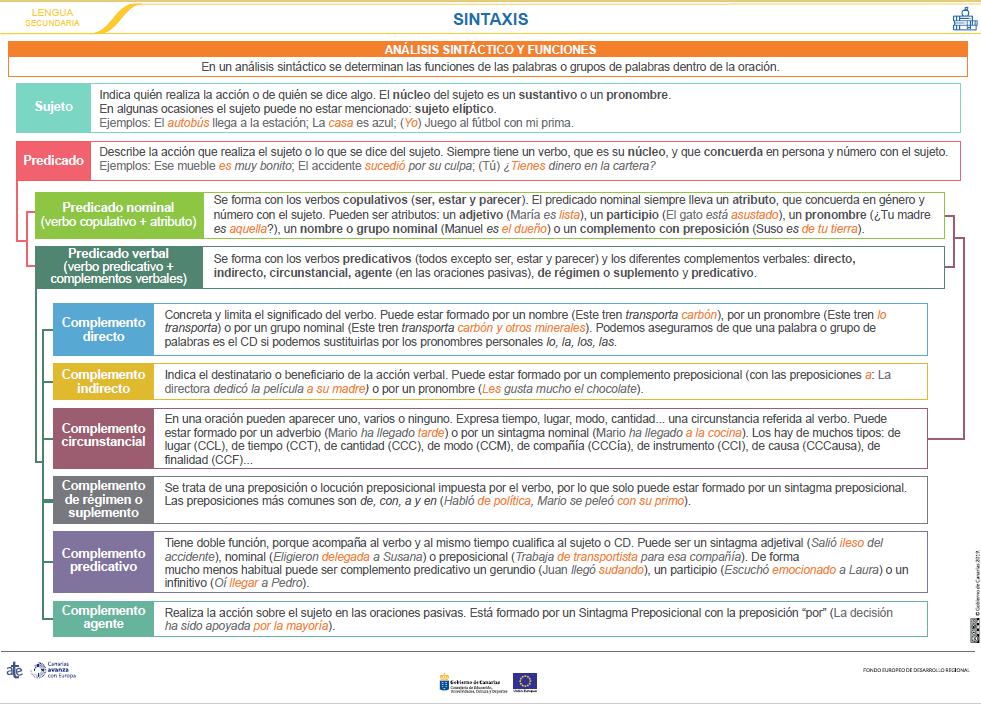 LENGUA
SECUNDARIA
SINTAXIS
ANÁLISIS SINTÁCTICO Y FUNCIONES
En un análisis sintáctico se determinan las funciones de las palabras o grupos de palabras dentro de la oración.
Sujeto
Indica quién realiza la acción o de quién se dice algo. El núcleo del sujeto es un sustantivo o un pronombre.
En algunas ocasiones el sujeto puede no estar mencionado: sujeto elíptico.
Ejemplos: El autobús llega a la estación; La casa es azul; (Yo) Juego al fútbol con mi prima.
Predicado
Describe la acción que realiza el sujeto o lo que se dice del sujeto. Siempre tiene un verbo, que es su núcleo, y que concuerda en persona y número con el sujeto.
Ejemplos: Ese mueble es muy bonito; El accidente sucedió por su culpa; (Tú) ¿Tienes dinero en la cartera?
Predicado nominal
(verbo copulativo + atributo)
Se forma con los verbos copulativos (ser, estar y parecer). El predicado nominal siempre lleva un atributo, que concuerda en género y
número con el sujeto. Pueden ser atributos: un adjetivo (María es lista), un participio (El gato está asustado), un pronombre (¿Tu madre
es aquella?), un nombre o grupo nominal (Manuel es el dueño) o un complemento con preposición (Suso es de tu tierra).
Predicado verbal
(verbo predicativo +
complementos verbales)
Se forma con los verbos predicativos (todos excepto ser, estar y parecer) y los diferentes complementos verbales: directo,
indirecto, circunstancial, agente (en las oraciones pasivas), de régimen o suplemento y predicativo.
Complemento
directo
Concreta y limita el significado del verbo. Puede estar formado por un nombre (Este tren transporta carbón), por un pronombre (Este tren lo
transporta) o por un grupo nominal (Este tren transporta carbón y otros minerales). Podemos asegurarnos de que una palabra o grupo de
palabras es el CD si podemos sustituirlas por los pronombres personales lo, la, los, las.
Complemento
indirecto
Indica el destinatario o beneficiario de la acción verbal. Puede estar formado por un complemento preposicional (con las preposiciones a: La
directora dedicó la película a su madre) o por un pronombre (Les gusta mucho el chocolate).
Complemento
circunstancial
En una oración pueden aparecer uno, varios o ninguno. Expresa tiempo, lugar, modo, cantidad... una circunstancia referida al verbo. Puede
estar formado por un adverbio (Mario ha llegado tarde) o por un sintagma nominal (Mario ha llegado a la cocina). Los hay de muchos tipos: de
lugar (CCL), de tiempo (CCT), de cantidad (CCC), de modo (CCM), de compañía (CCCía), de instrumento (CCI), de causa (CCCausa), de
finalidad (CCF)...
Complemento
de régimen o
suplemento
Se trata de una preposición o locución preposicional impuesta por el verbo, por lo que solo puede estar formado por un sintagma preposicional.
Las preposiciones más comunes son de, con, a y en (Habló de política, Mario se peleó con su primo).
Complemento
predicativo
Tiene doble función, porque acompaña al verbo y al mismo tiempo cualifica al sujeto o CD. Puede ser un sintagma adjetival (Salió ileso del
accidente), nominal (Eligieron delegada a Susana) o preposicional (Trabaja de transportista para esa compañía). De forma
mucho menos habitual puede ser complemento predicativo un gerundio (Juan llegó sudando), un participio (Escuchó emocionado a Laura) o un
infinitivo (Oí llegar a Pedro).
Complemento
agente
Realiza la acción sobre el sujeto en las oraciones pasivas. Está formado por un Sintagma Preposicional con la preposición “por” (La decisión
ha sido apoyada por la mayoría).
© Gobierno de Canarias 2019
ate
Canarias
avanza
con Europa
Gobierno de Canarias
Consejería de Educación,
Universidades, Cultura y Deportes
Unión Europea
FONDO EUROPEO DE DESARROLLO REGIONAL